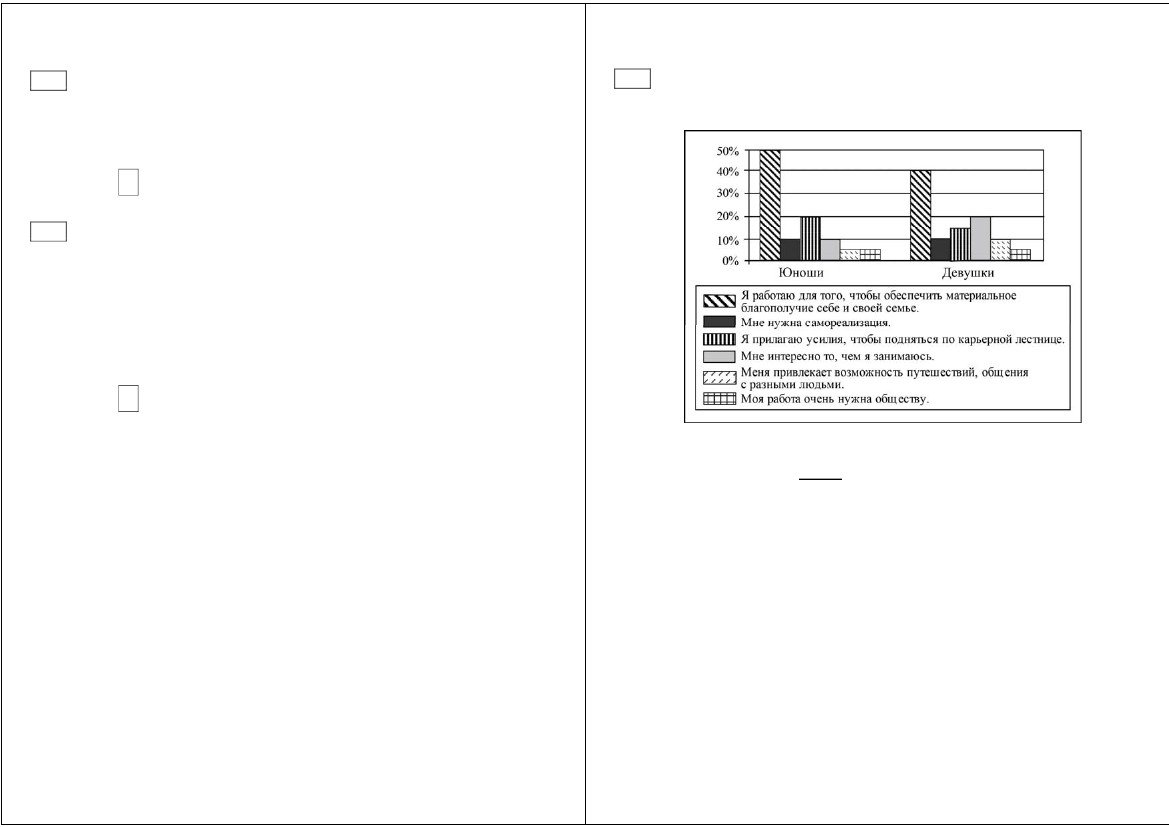 50%
40%
30%
20%
10%
0%
Юноши Девушки
Я работаю для того, чтобы обеспечить материальное
благополучие себе и своей семье.
Мне нужна самореализация.
Я прилагаю усилия, чтобы подняться по карьерной лестнице.
Мне интересно то, чем я занимаюсь.
Меня привлекает возможность путешествий, общения
с разными людьми.
Моя работа очень нужна обществу.